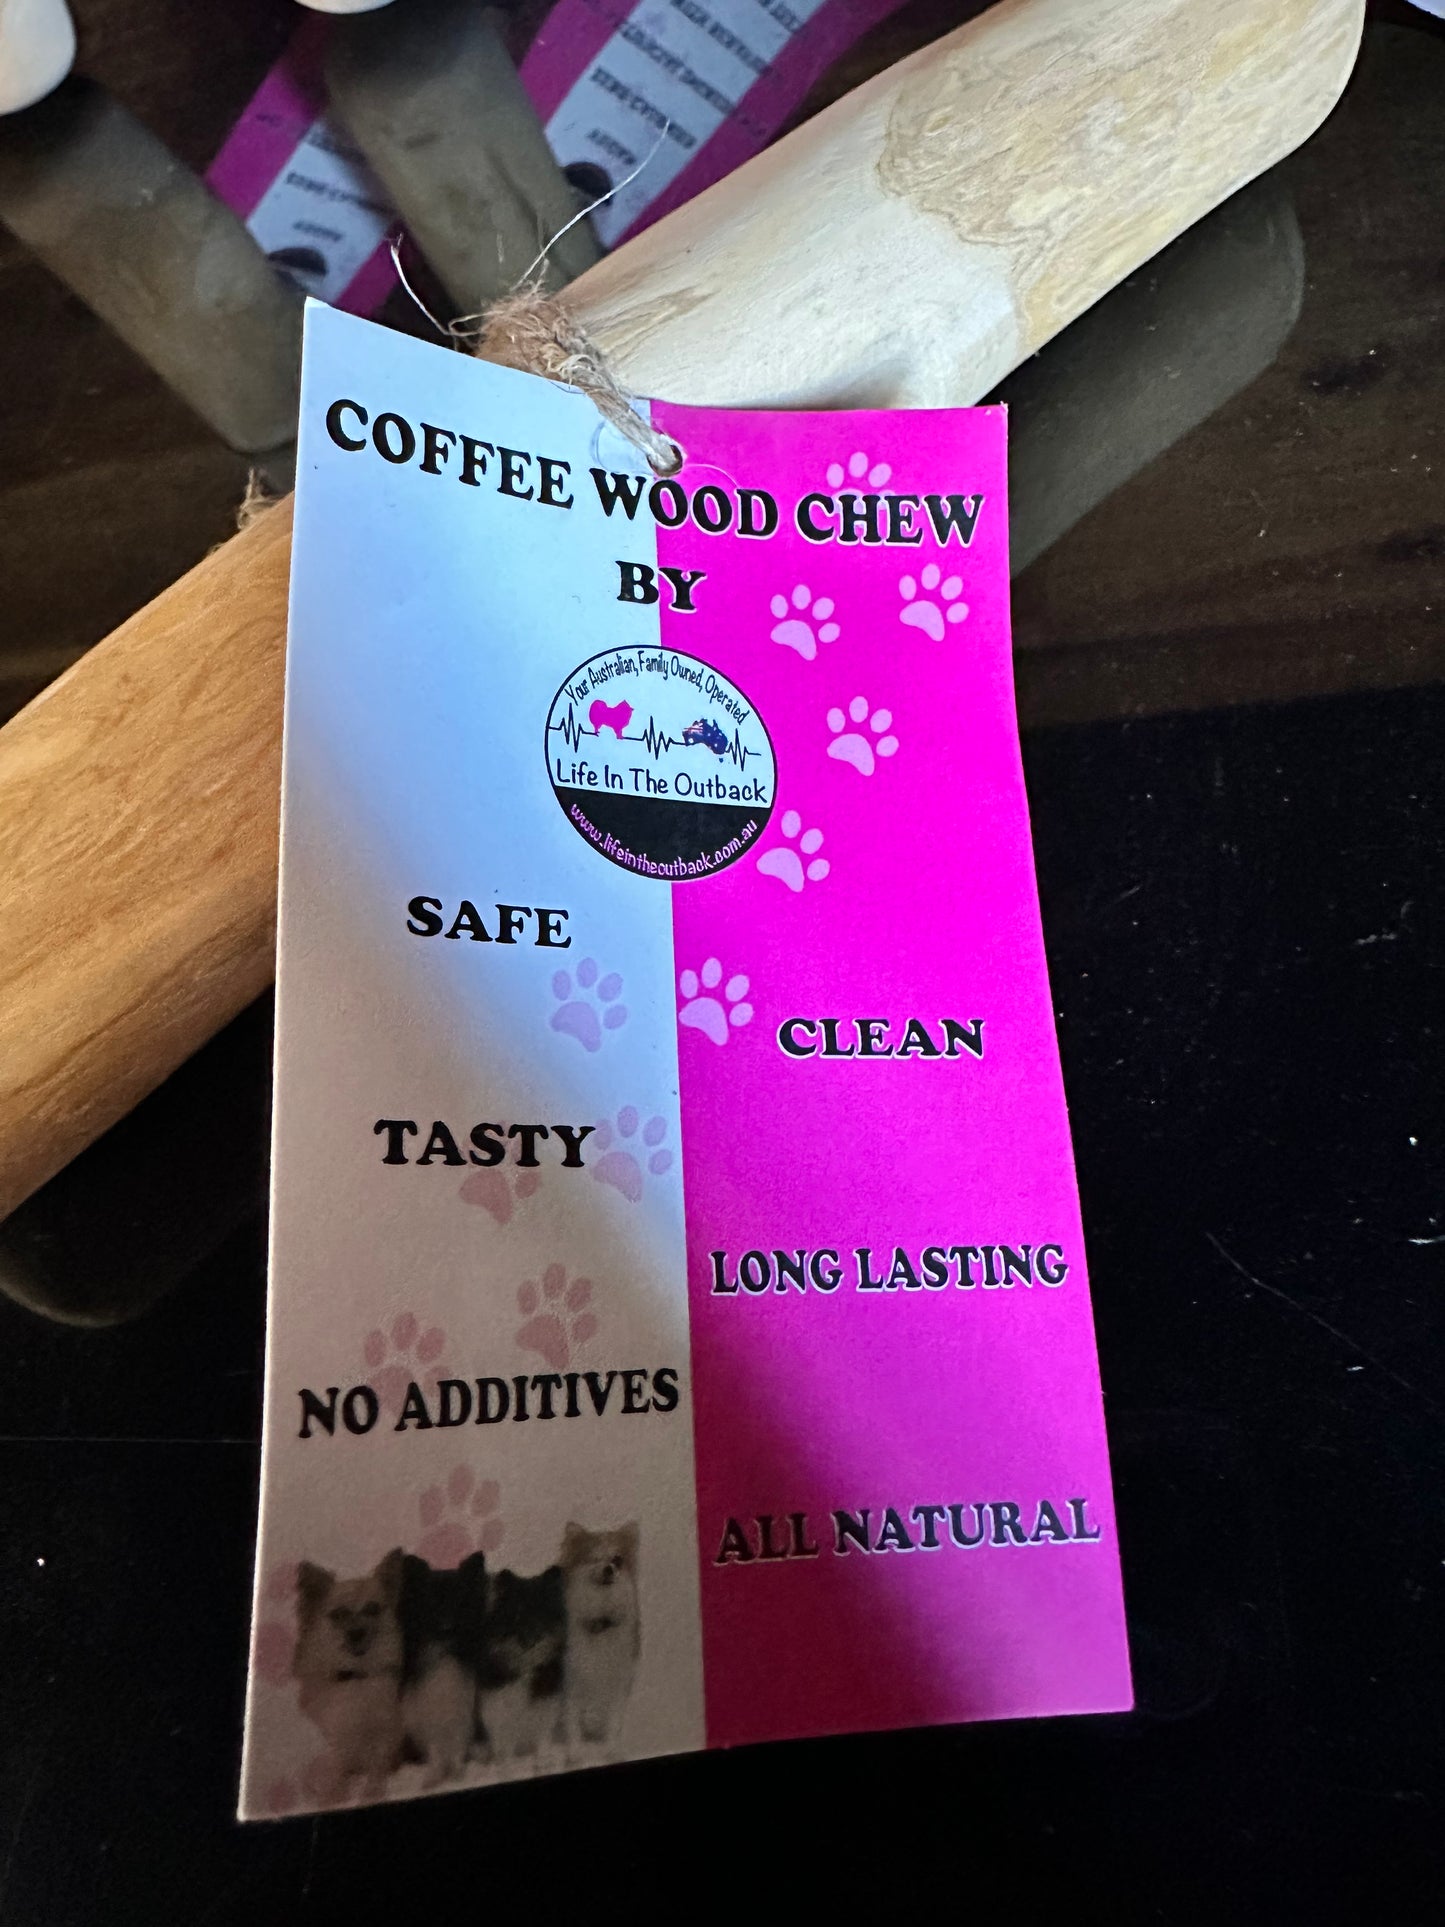 COFFEE WOOD CHEW
BY
Your Australian, Family Owned, Operated
Life In The Outback
www.lifeintheoutback.com.au
SAFE
CLEAN
TASTY
LONG LASTING
NO ADDITIVES
ALL NATURAL